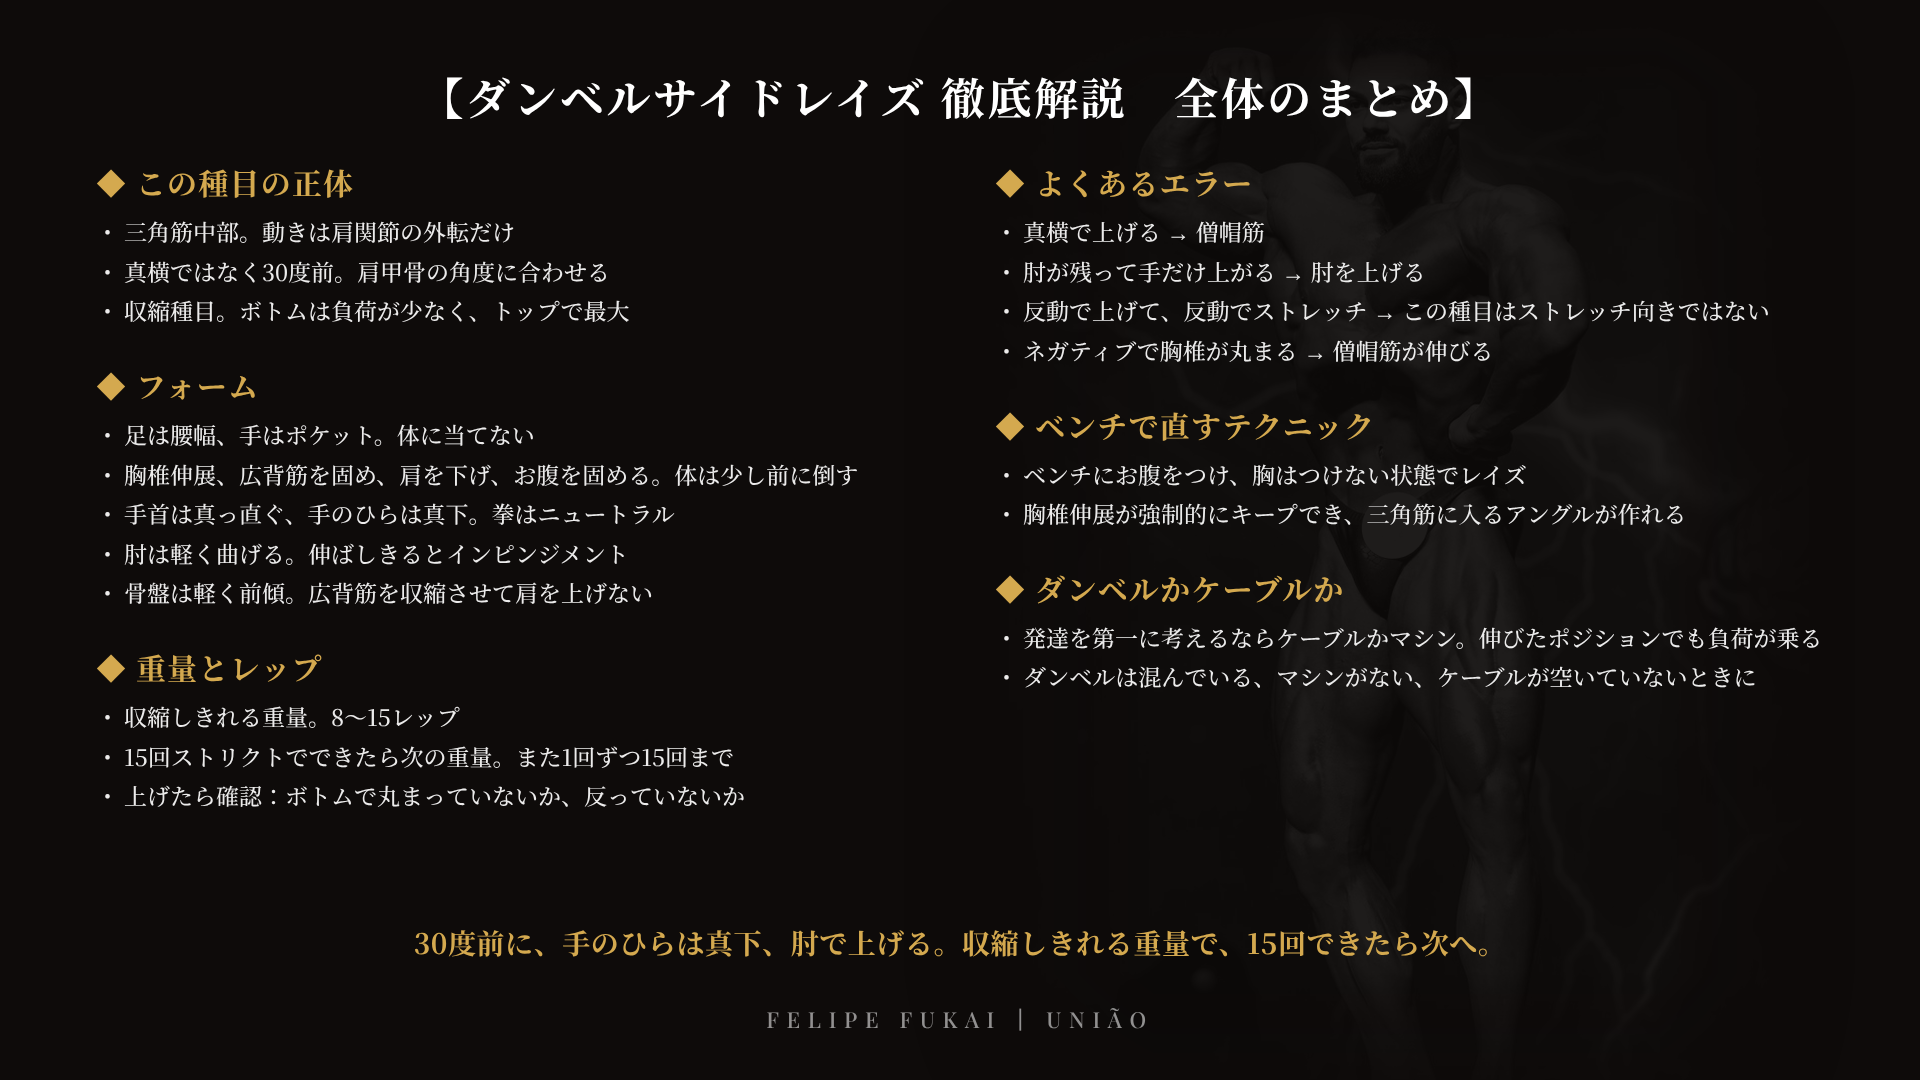 【ダンベルサイドレイズ 徹底解説　全体のまとめ】
◆ この種目の正体
・ 三角筋中部。動きは肩関節の外転だけ
・ 真横ではなく30度前。肩甲骨の角度に合わせる
・ 収縮種目。ボトムは負荷が少なく、トップで最大
◆ フォーム
・ 足は腰幅、手はポケット。体に当てない
・ 胸椎伸展、広背筋を固め、肩を下げ、お腹を固める。体は少し前に倒す
・ 手首は真っ直ぐ、手のひらは真下。拳はニュートラル
・ 肘は軽く曲げる。伸ばしきるとインピンジメント
・ 骨盤は軽く前傾。広背筋を収縮させて肩を上げない
◆ 重量とレップ
・ 収縮しきれる重量。8〜15レップ
・ 15回ストリクトでできたら次の重量。また1回ずつ15回まで
・ 上げたら確認：ボトムで丸まっていないか、反っていないか
◆ よくあるエラー
・ 真横で上げる → 僧帽筋
・ 肘が残って手だけ上がる → 肘を上げる
・ 反動で上げて、反動でストレッチ → この種目はストレッチ向きではない
・ ネガティブで胸椎が丸まる → 僧帽筋が伸びる
◆ ベンチで直すテクニック
・ ベンチにお腹をつけ、胸はつけない状態でレイズ
・ 胸椎伸展が強制的にキープでき、三角筋に入るアングルが作れる
◆ ダンベルかケーブルか
・ 発達を第一に考えるならケーブルかマシン。伸びたポジションでも負荷が乗る
・ ダンベルは混んでいる、マシンがない、ケーブルが空いていないときに
30度前に、手のひらは真下、肘で上げる。収縮しきれる重量で、15回できたら次へ。
FELIPE FUKAI | UNIÃO